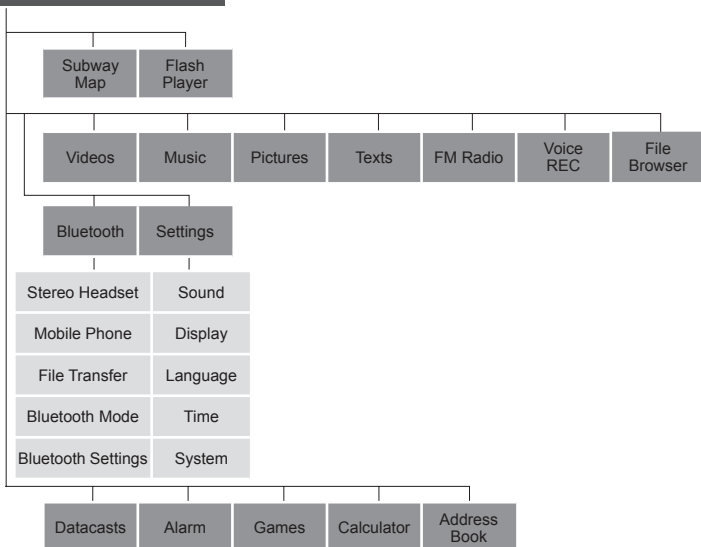 Subway
Map
Flash
Player
Videos
Music
Pictures
Texts
FM Radio
Voice
REC
File
Browser
Bluetooth
Settings
Stereo Headset
Sound
Mobile Phone
Display
File Transfer
Language
Bluetooth Mode
Time
Bluetooth Settings
System
Datacasts
Alarm
Games
Calculator
Address
Book